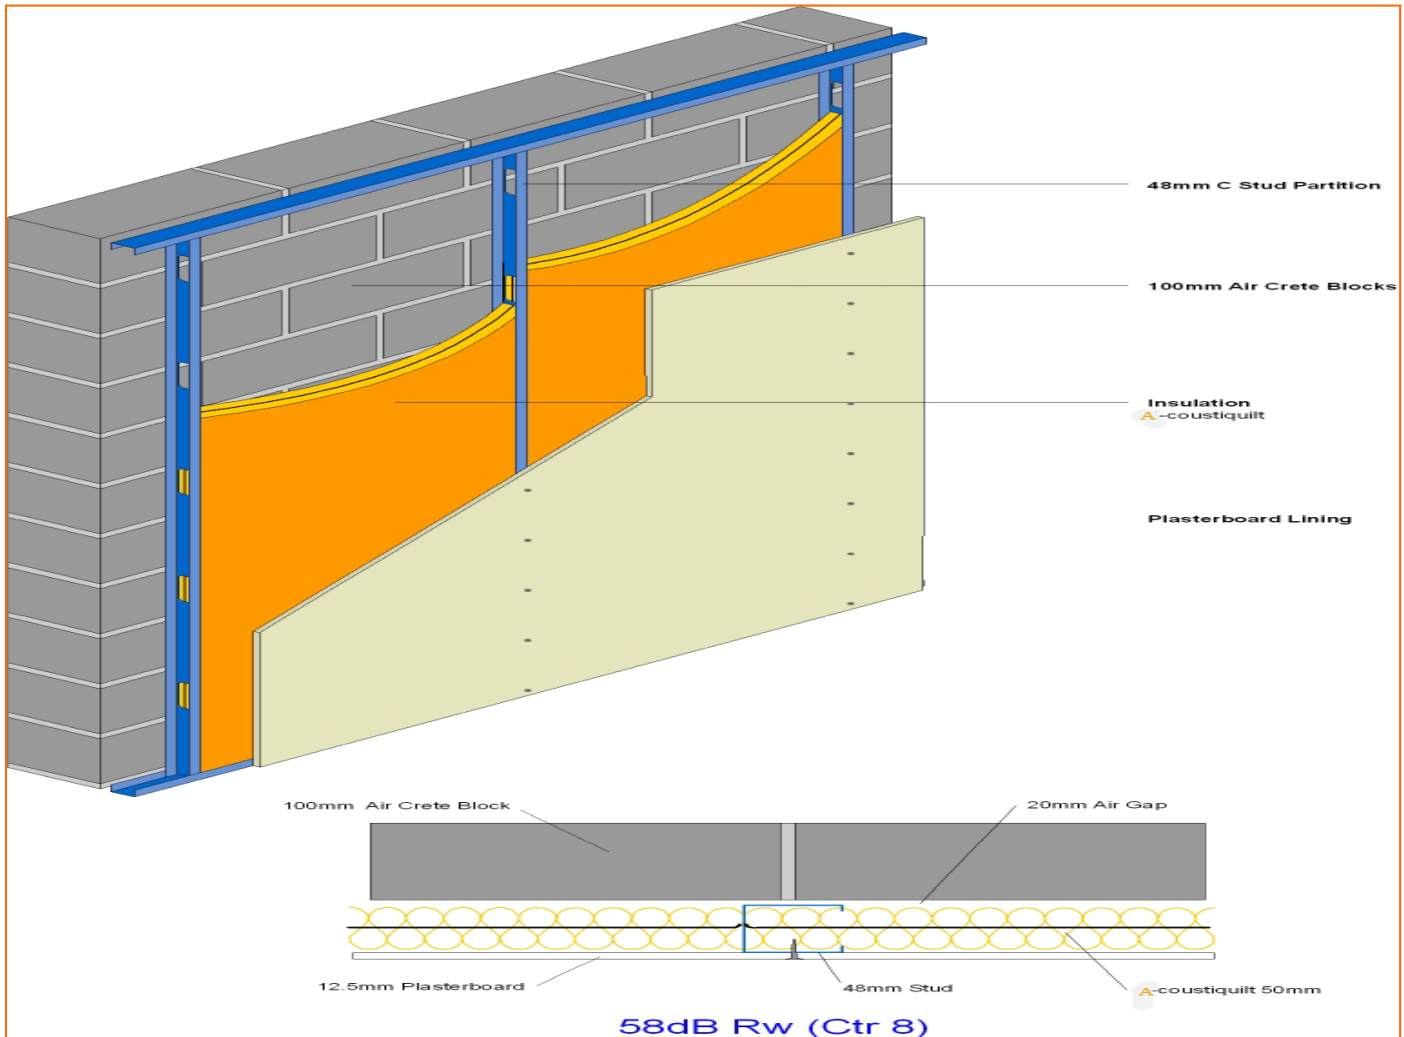 48mm C Stud Partition
100mm Air Crete Blocks
Insulation
A-coustiquilt
Plasterboard Lining
100mm Air Crete Block
20mm Air Gap
12.5mm Plasterboard
48mm Stud
A-coustiquilt 50mm
58dB Rw (Ctr 8)